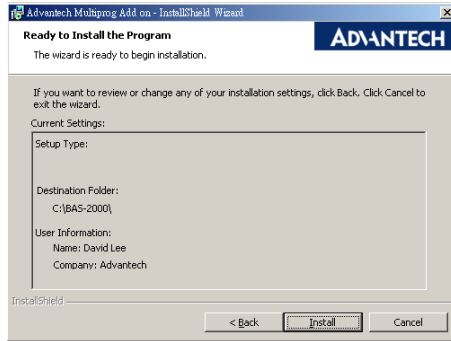 Advantech Multiprog Add on - InstallShield Wizard
Ready to Install the Program
The wizard is ready to begin installation.
ADVANTECH
If you want to review or change any of your installation settings, click Back. Click Cancel to
exit the wizard.
Current Settings:
Setup Type:
Destination Folder:
C:\BAS-2000\
User Information:
Name: David Lee
Company: Advantech
InstallShield
< Back
Install
Cancel